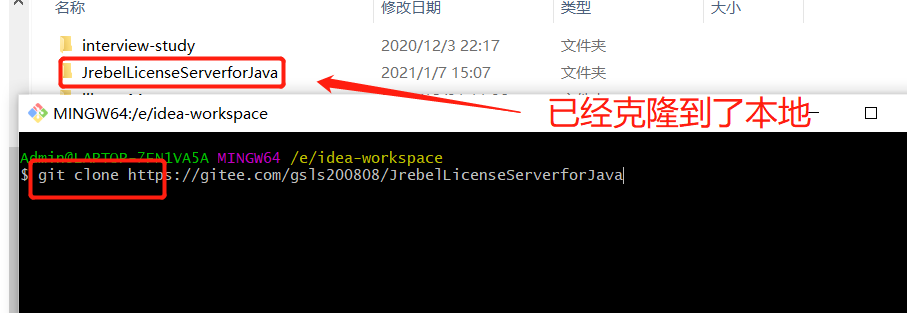 名称 修改日期 类型 大小
interview-study 2020/12/3 22:17 文件夹
JrebelLicenseServerforJava 2021/1/7 15:07 文件夹
已经克隆到了本地
MINGW64:/e/idea-workspace
Admin@LAPTOP-7EN1VA5A MINGW64 /e/idea-workspace
$ git clone https://gitee.com/gsls200808/JrebelLicenseServerforJava